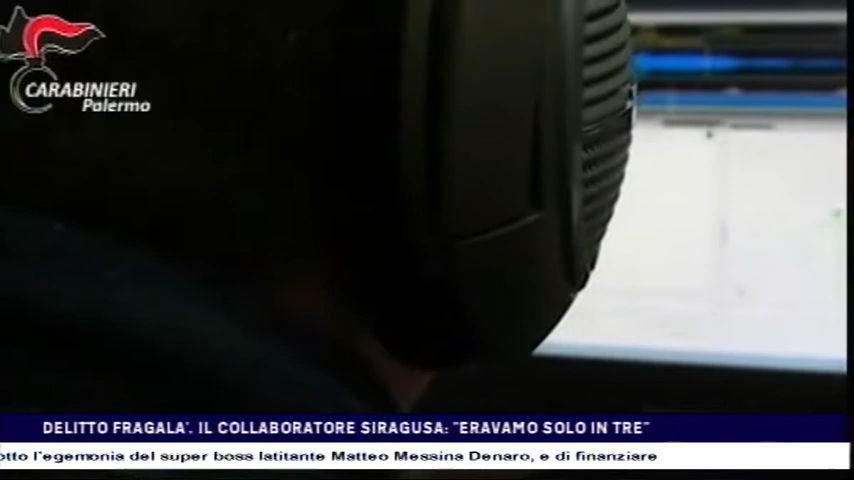 CARABINIERI
Palermo
DELITTO FRAGALA'. IL COLLABORATORE SIRAGUSA: "ERAVAMO SOLO IN TRE"
otto l'egemonia del super boss latitante Matteo Messina Denaro, e di finanziare